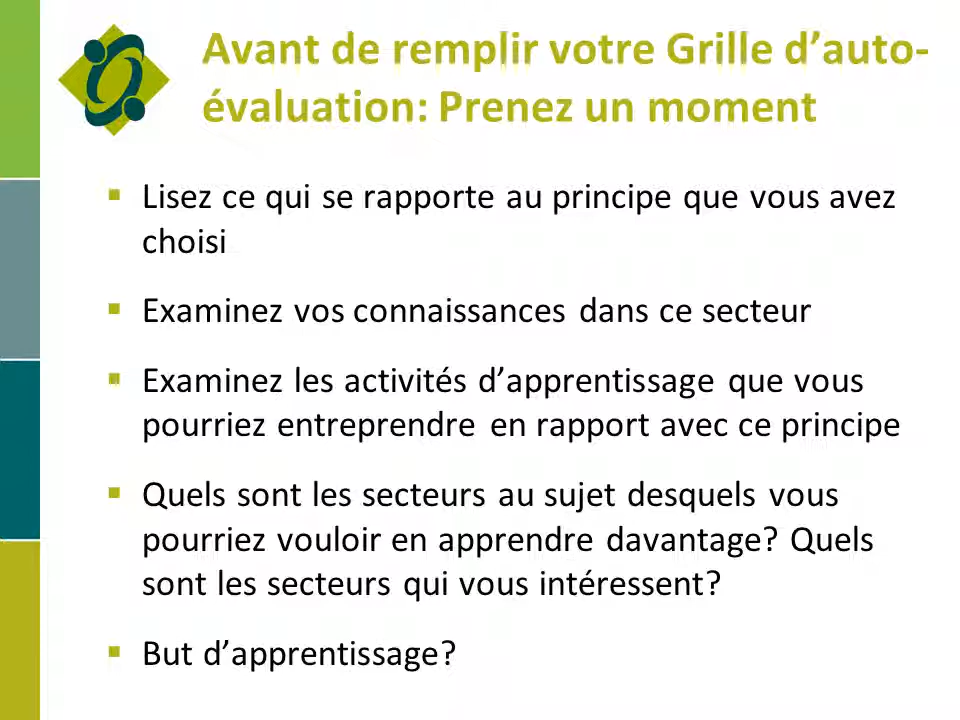 Avant de remplir votre Grille d’auto-
évaluation: Prenez un moment
Lisez ce qui se rapporte au principe que vous avez
choisi
Examinez vos connaissances dans ce secteur
Examinez les activités d’apprentissage que vous
pourriez entreprendre en rapport avec ce principe
Quels sont les secteurs au sujet desquels vous
pourriez vouloir en apprendre davantage? Quels
sont les secteurs qui vous intéressent?
But d’apprentissage?